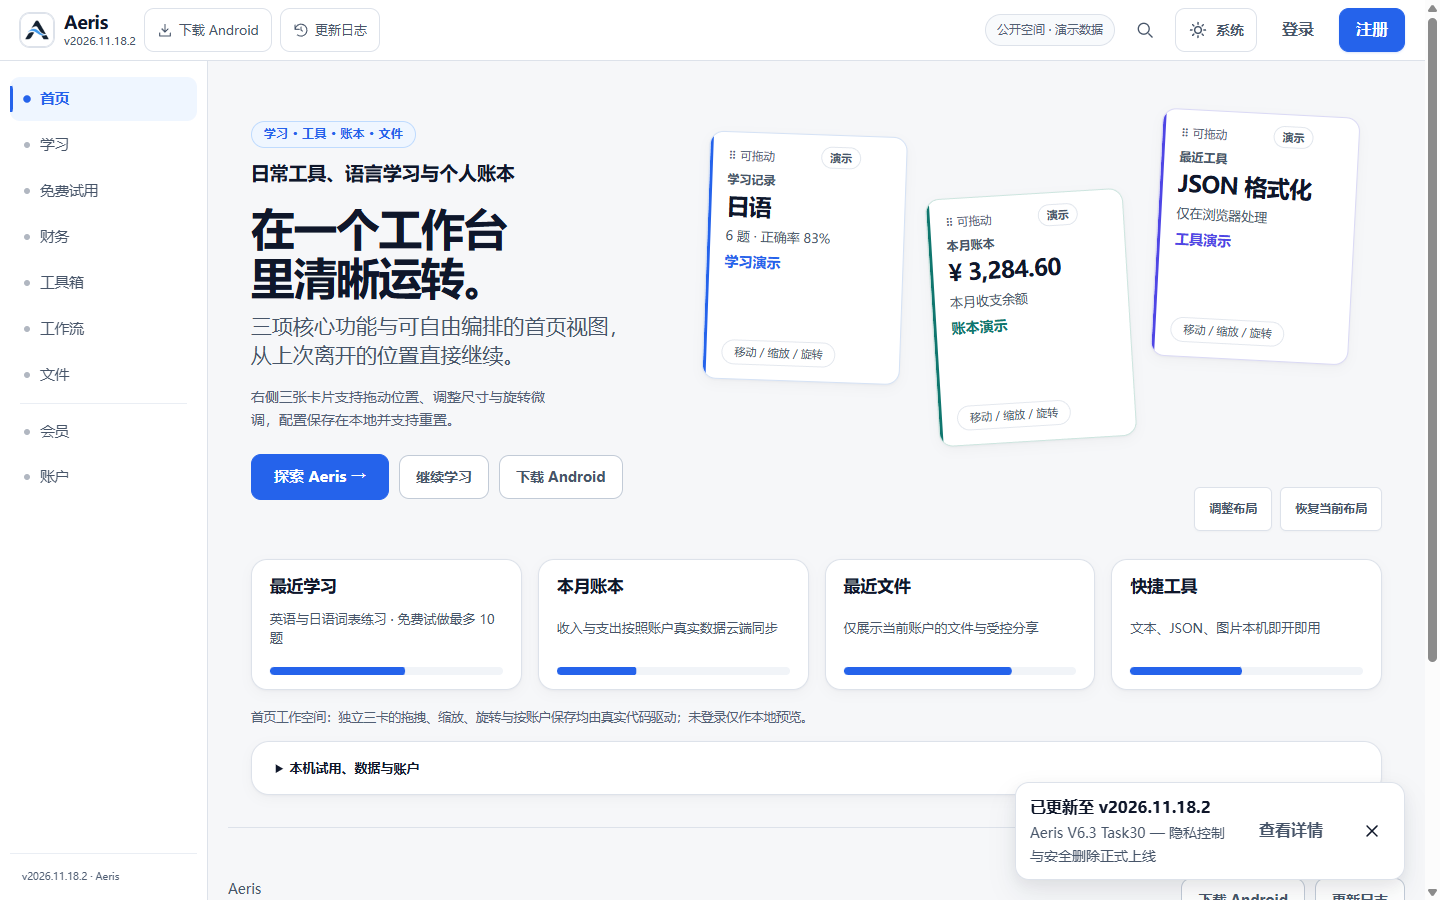 Aeris
v2026.11.18.2
下载 Android
更新日志
公开空间 · 演示数据
系统
登录
注册
首页
学习
免费试用
财务
工具箱
工作流
文件
会员
账户
v2026.11.18.2 · Aeris
学习 • 工具 • 账本 • 文件
日常工具、语言学习与个人账本
在一个工作台
里清晰运转。
三项核心功能与可自由编排的首页视图，
从上次离开的位置直接继续。
右侧三张卡片支持拖动位置、调整尺寸与旋转微
调，配置保存在本地并支持重置。
探索 Aeris →
继续学习
下载 Android
⠿ 可拖动
演示
学习记录
日语
6 题 · 正确率 83%
学习演示
移动 / 缩放 / 旋转
⠿ 可拖动
演示
本月账本
¥ 3,284.60
本月收支余额
账本演示
移动 / 缩放 / 旋转
⠿ 可拖动
演示
最近工具
JSON 格式化
仅在浏览器处理
工具演示
移动 / 缩放 / 旋转
调整布局
恢复当前布局
最近学习
英语与日语词表练习 · 免费试做最多 10
题
本月账本
收入与支出按照账户真实数据云端同步
最近文件
仅展示当前账户的文件与受控分享
快捷工具
文本、JSON、图片本机即开即用
首页工作空间：独立三卡的拖拽、缩放、旋转与按账户保存均由真实代码驱动；未登录仅作本地预览。
▶ 本机试用、数据与账户
已更新至 v2026.11.18.2
Aeris V6.3 Task30 — 隐私控制
与安全删除正式上线
查看详情
Aeris
下载 Android
更新日志